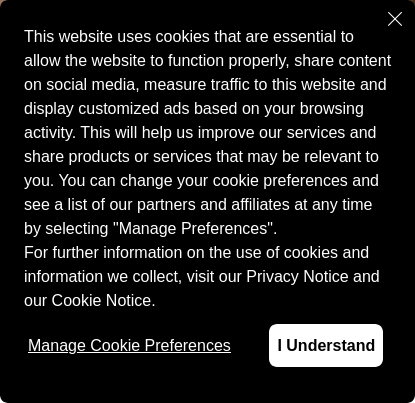 This website uses cookies that are essential to
allow the website to function properly, share content
on social media, measure traffic to this website and
display customized ads based on your browsing
activity. This will help us improve our services and
share products or services that may be relevant to
you. You can change your cookie preferences and
see a list of our partners and affiliates at any time
by selecting "Manage Preferences".
For further information on the use of cookies and
information we collect, visit our Privacy Notice and
our Cookie Notice.
Manage Cookie Preferences
I Understand